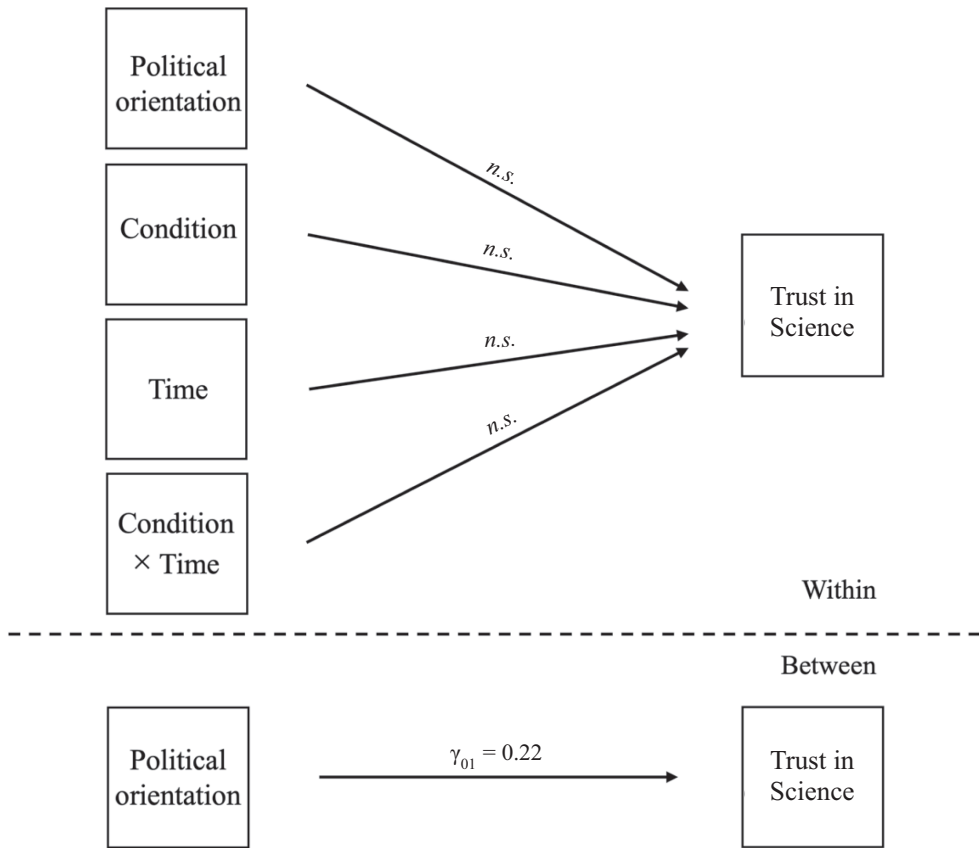 Political
orientation
n.s.
Condition
n.s.
Trust in
Science
Time
n.s.
n.s.
Condition
× Time
Within
Between
Political
orientation
γ01 = 0.22
Trust in
Science